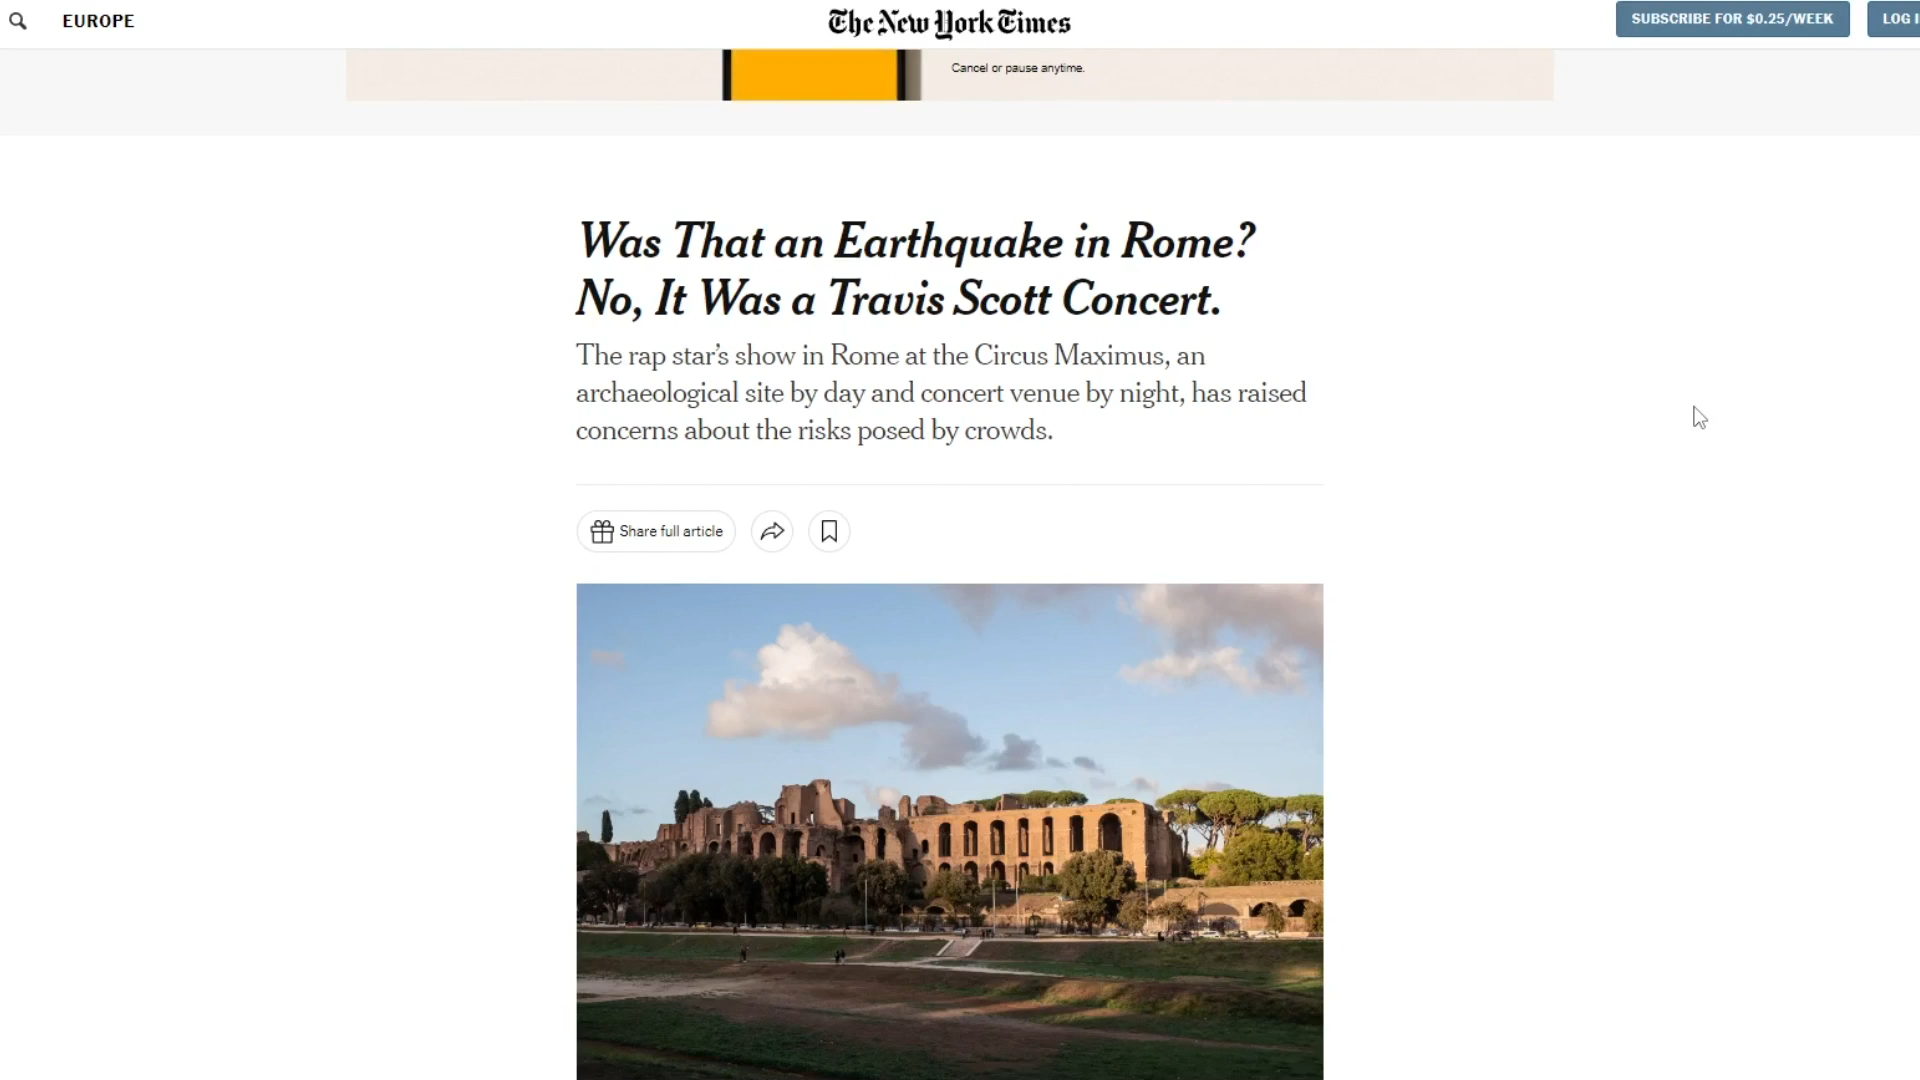 EUROPE
The New York Times
SUBSCRIBE FOR $0.25/WEEK
LOG I
Cancel or pause anytime.
Was That an Earthquake in Rome?
No, It Was a Travis Scott Concert.
The rap star’s show in Rome at the Circus Maximus, an
archaeological site by day and concert venue by night, has raised
concerns about the risks posed by crowds.
Share full article